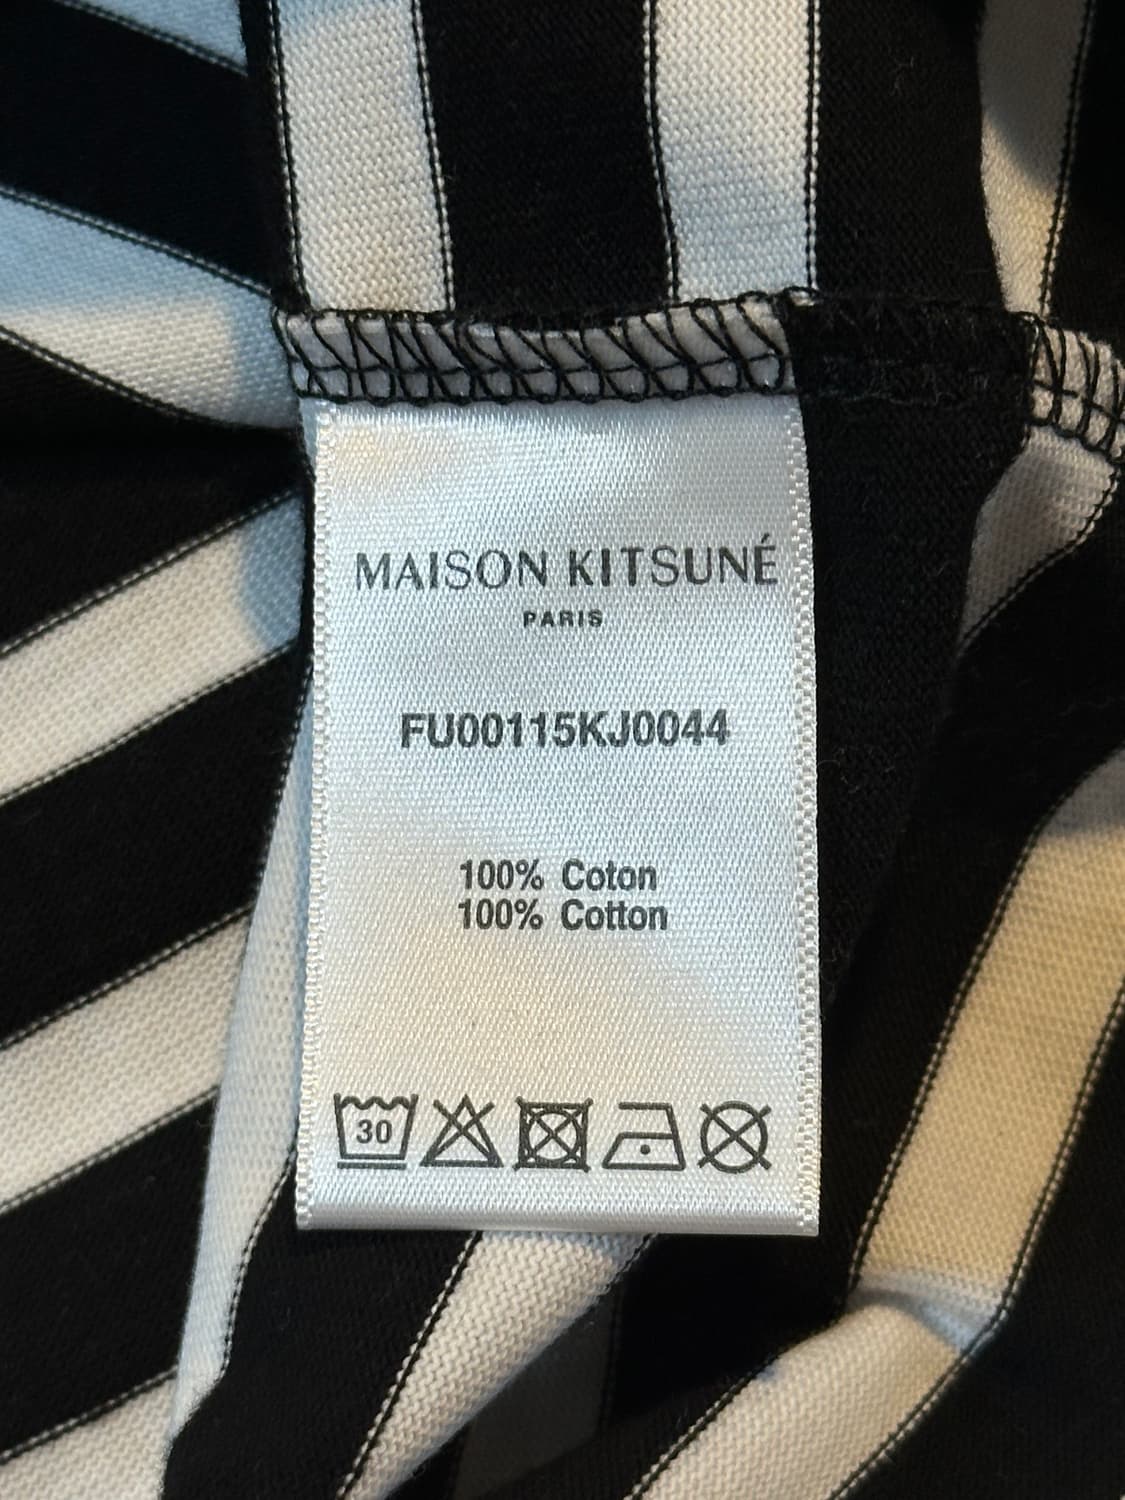 MAISON KITSUNÉ
PARIS
FU00115KJ0044
100% Coton
100% Cotton
30